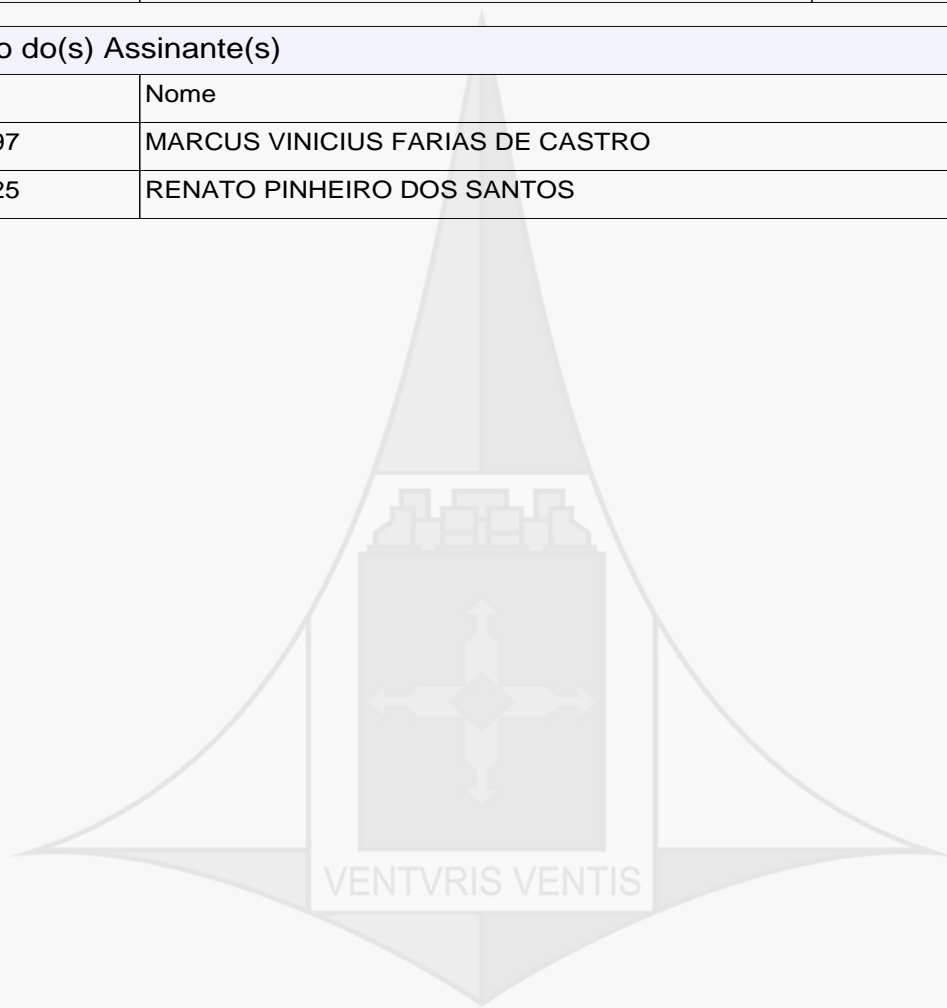 o do(s) Assinante(s)
Nome
97 MARCUS VINICIUS FARIAS DE CASTRO
25 RENATO PINHEIRO DOS SANTOS
VENTVRIS VENTIS